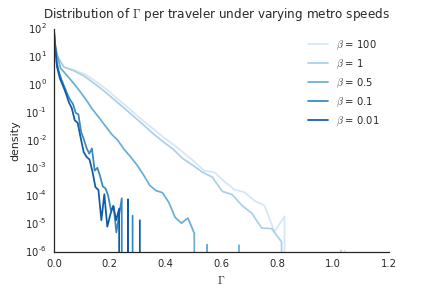 Distribution of Γ per traveler under varying metro speeds
10^2
10^1
10^0
10^-1
10^-2
10^-3
10^-4
10^-5
10^-6
density
β = 100
β = 1
β = 0.5
β = 0.1
β = 0.01
0.0 0.2 0.4 0.6 0.8 1.0 1.2
Γ